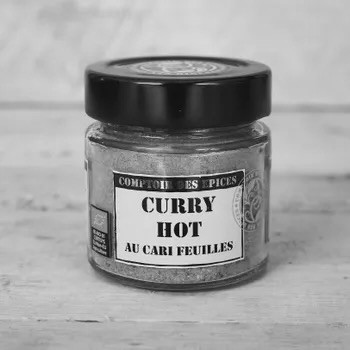 COMPTOIR DES EPICES
CURRY
HOT
AU CARI FEUILLES